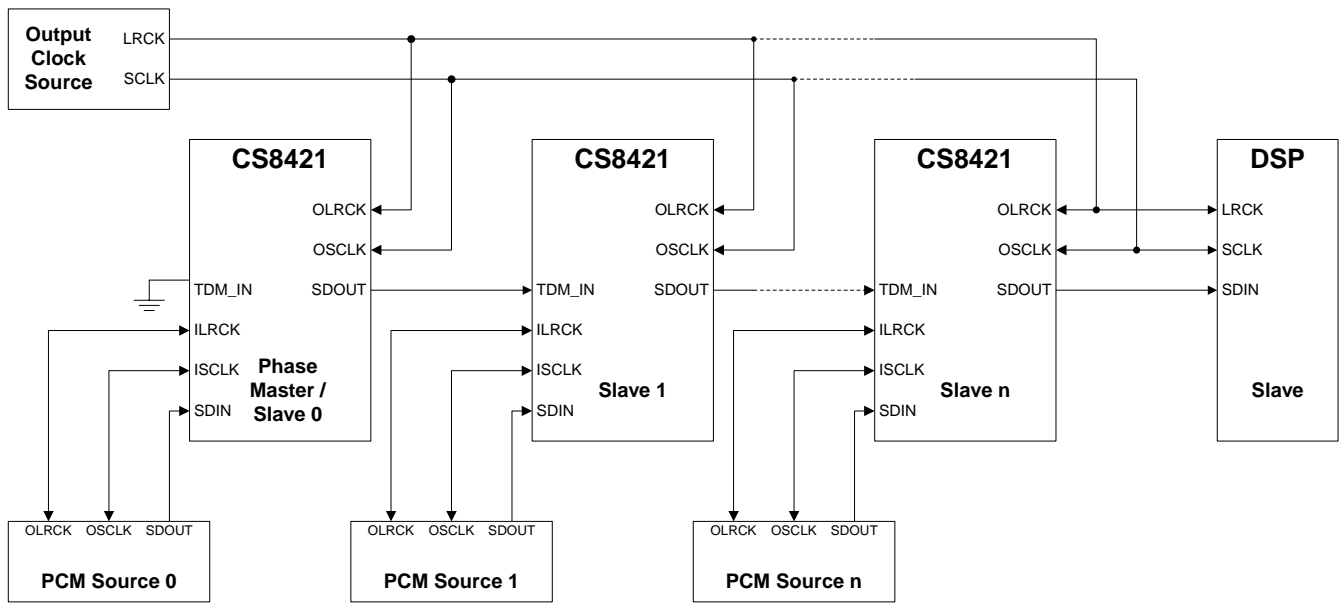 Output
Clock
Source
LRCK
SCLK
CS8421
OLRCK
OSCLK
TDM_IN
SDOUT
ILRCK
ISCLK
SDIN
Phase
Master /
Slave 0
CS8421
OLRCK
OSCLK
TDM_IN
SDOUT
ILRCK
ISCLK
SDIN
Slave 1
CS8421
OLRCK
OSCLK
TDM_IN
SDOUT
ILRCK
ISCLK
SDIN
Slave n
DSP
LRCK
SCLK
SDIN
Slave
OLRCK OSCLK SDOUT
PCM Source 0
OLRCK OSCLK SDOUT
PCM Source 1
OLRCK OSCLK SDOUT
PCM Source n